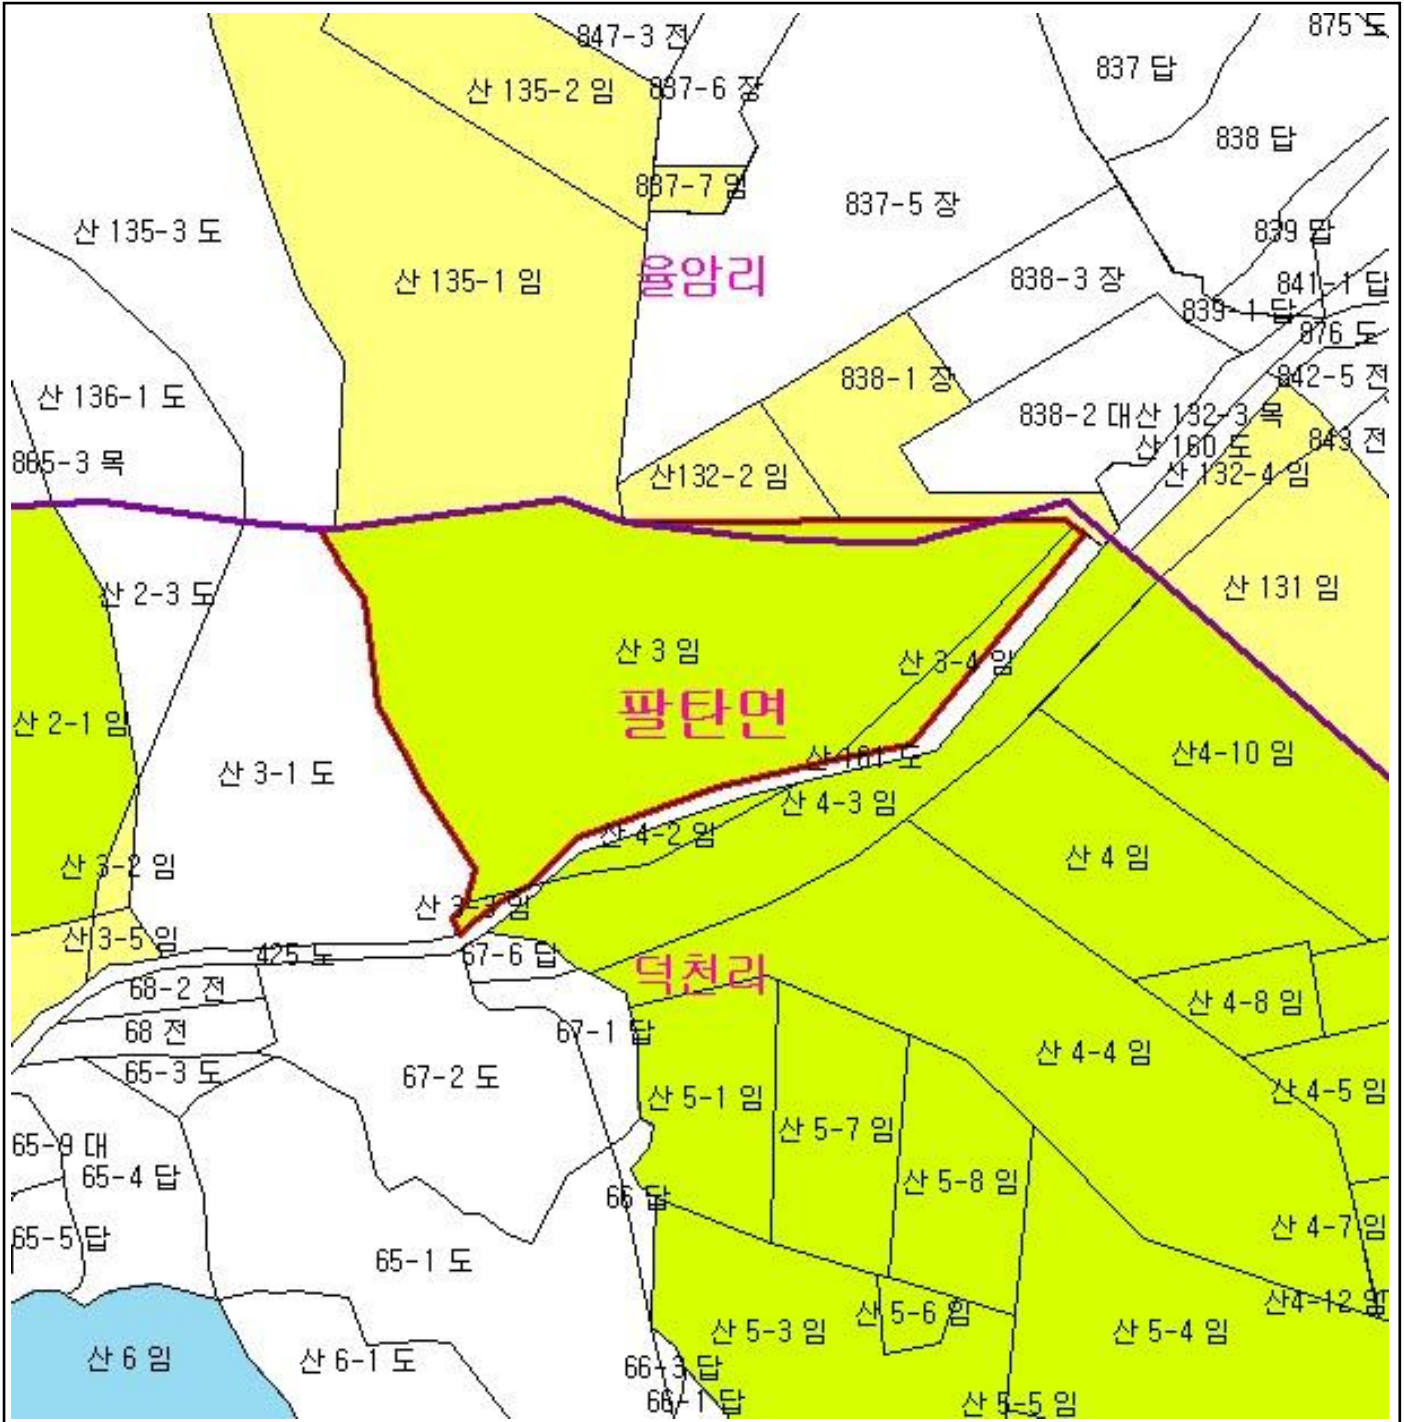 875 도
847-3 전
837 답
산 135-2 임
837-6 장
838 답
837-7 임
837-5 장
산 135-3 도
839 답
율암리
산 135-1 임
838-3 장
841-1 답
839-1 답
876 도
838-1 장
842-5 전
산 136-1 도
838-2 대
산 132-3 목
843 전
산 160 도
865-3 목
산132-2 임
산 132-4 임
산 2-3 도
산 131 임
산 3 임
산 3-4 임
팔탄면
산 2-1 임
산 3-1 도
산 161 도
산4-10 임
산 4-3 임
산 4-2 임
산 4 임
산 3-2 임
산 3-3 임
산 3-5 임
425 도
67-6 답
덕천리
68-2 전
산 4-8 임
68 전
67-1 답
산 4-4 임
65-3 도
67-2 도
산 5-1 임
산 4-5 임
산 5-7 임
65-9 대
65-4 답
산 5-8 임
66 답
65-5 답
산 4-7 임
65-1 도
산4-12 임
산 5-6 임
산 5-3 임
산 5-4 임
산 6 임
산 6-1 도
66-3 답
66-1 답
산 5-5 임